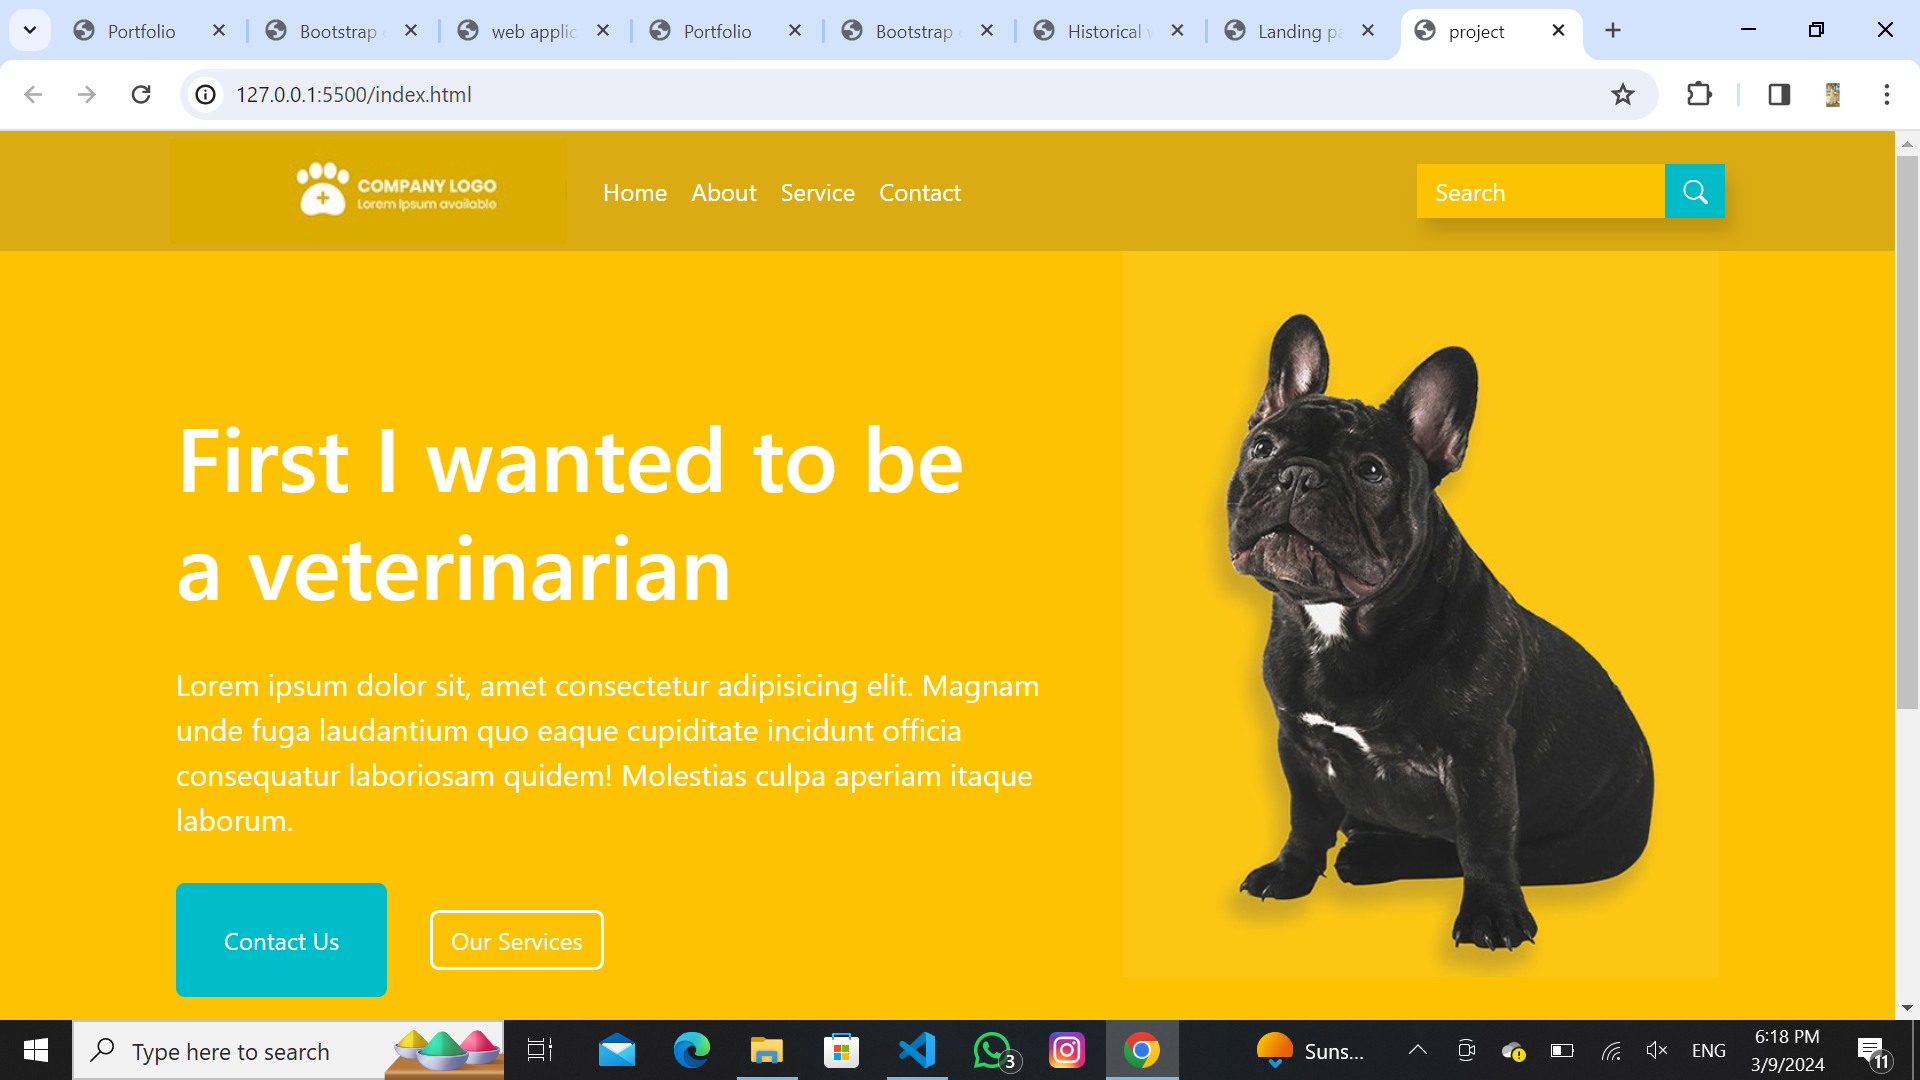 Portfolio
Bootstrap
web applic
Portfolio
Bootstrap
Historical
Landing pa
project
127.0.0.1:5500/index.html
COMPANY LOGO
Lorem Ipsum available
Home About Service Contact
Search
First I wanted to be
a veterinarian
Lorem ipsum dolor sit, amet consectetur adipisicing elit. Magnam
unde fuga laudantium quo eaque cupiditate incidunt officia
consequatur laboriosam quidem! Molestias culpa aperiam itaque
laborum.
Contact Us
Our Services
Type here to search
3
Suns...
ENG
6:18 PM
3/9/2024
11